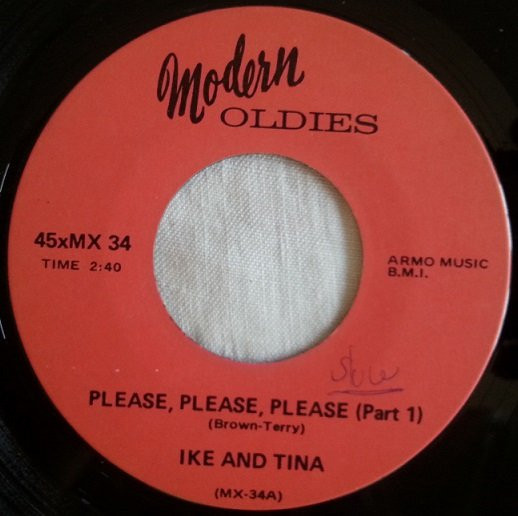 Modern
OLDIES
45xMX 34
TIME 2:40
ARMO MUSIC
B.M.I.
PLEASE, PLEASE, PLEASE (Part 1)
(Brown-Terry)
IKE AND TINA
(MX-34A)